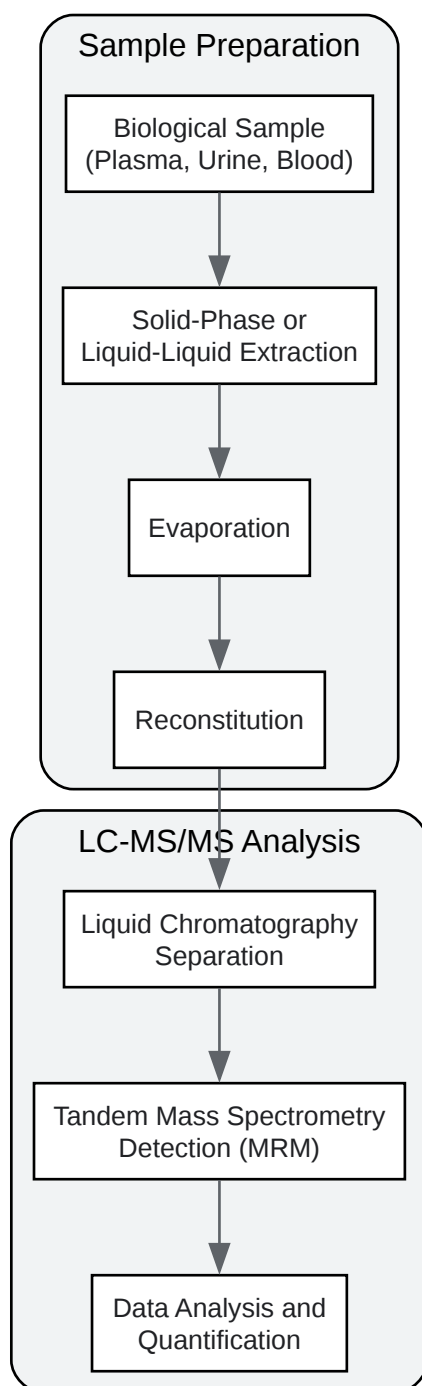 Sample Preparation
Biological Sample
(Plasma, Urine, Blood)
Solid-Phase or
Liquid-Liquid Extraction
Evaporation
Reconstitution
LC-MS/MS Analysis
Liquid Chromatography
Separation
Tandem Mass Spectrometry
Detection (MRM)
Data Analysis and
Quantification